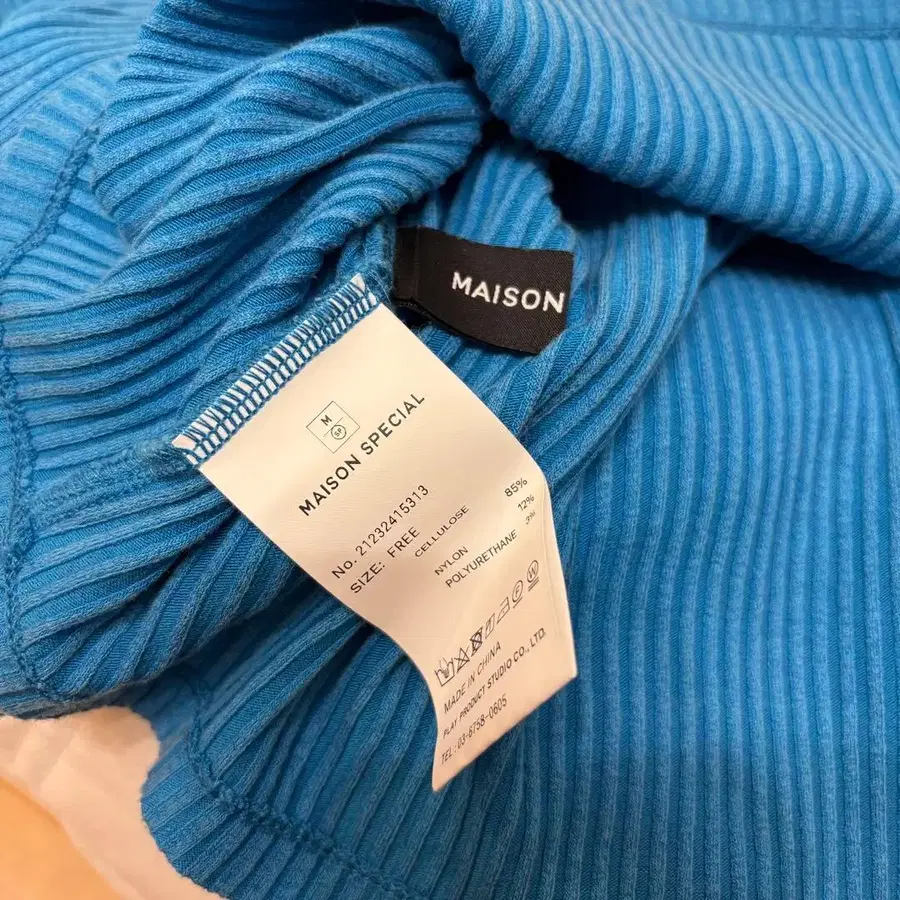 MAISON
M
SP
MAISON SPECIAL
No. 21232415313
SIZE: FREE
CELLULOSE 85%
NYLON 12%
POLYURETHANE 3%
MADE IN CHINA
PLAY PRODUCT STUDIO CO., LTD.
TEL:03-6758-0605